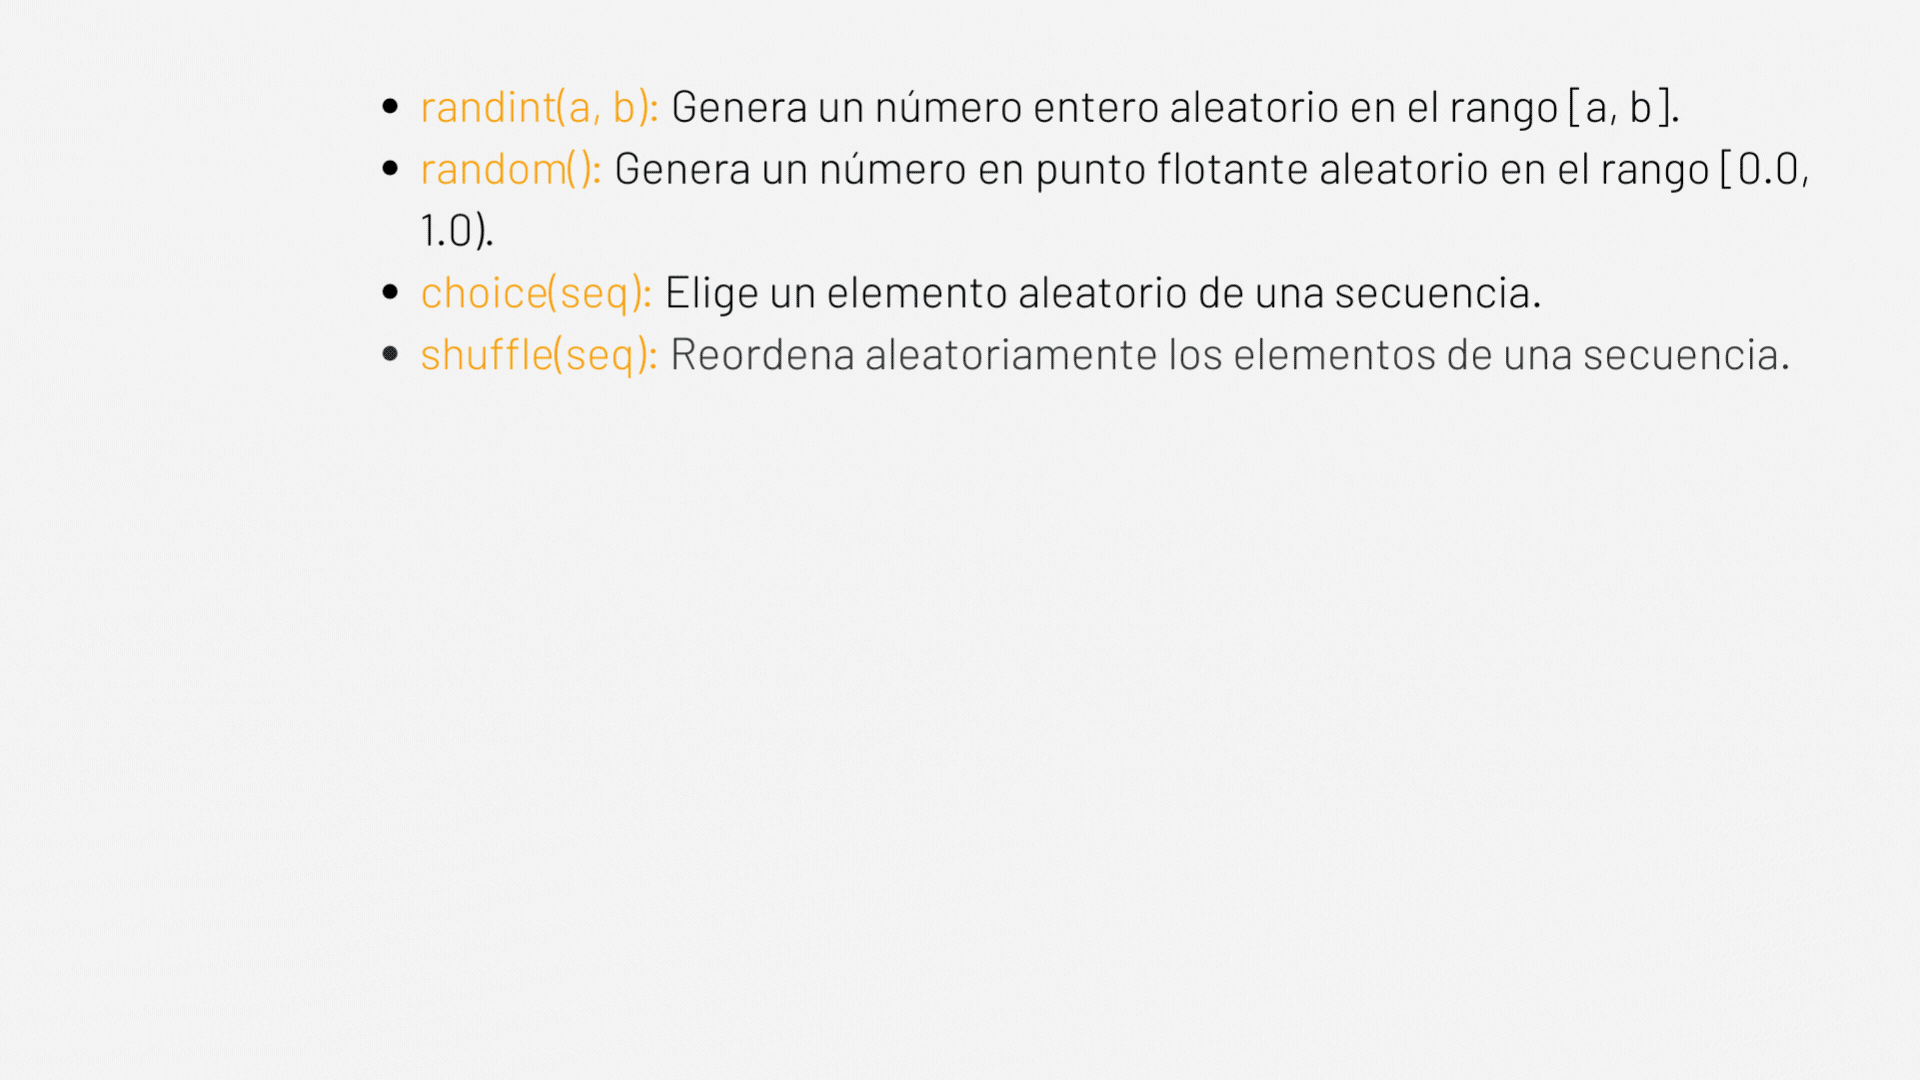 • randint(a, b): Genera un número entero aleatorio en el rango [a, b].
• random(): Genera un número en punto flotante aleatorio en el rango [0.0,
1.0).
• choice(seq): Elige un elemento aleatorio de una secuencia.
• shuffle(seq): Reordena aleatoriamente los elementos de una secuencia.